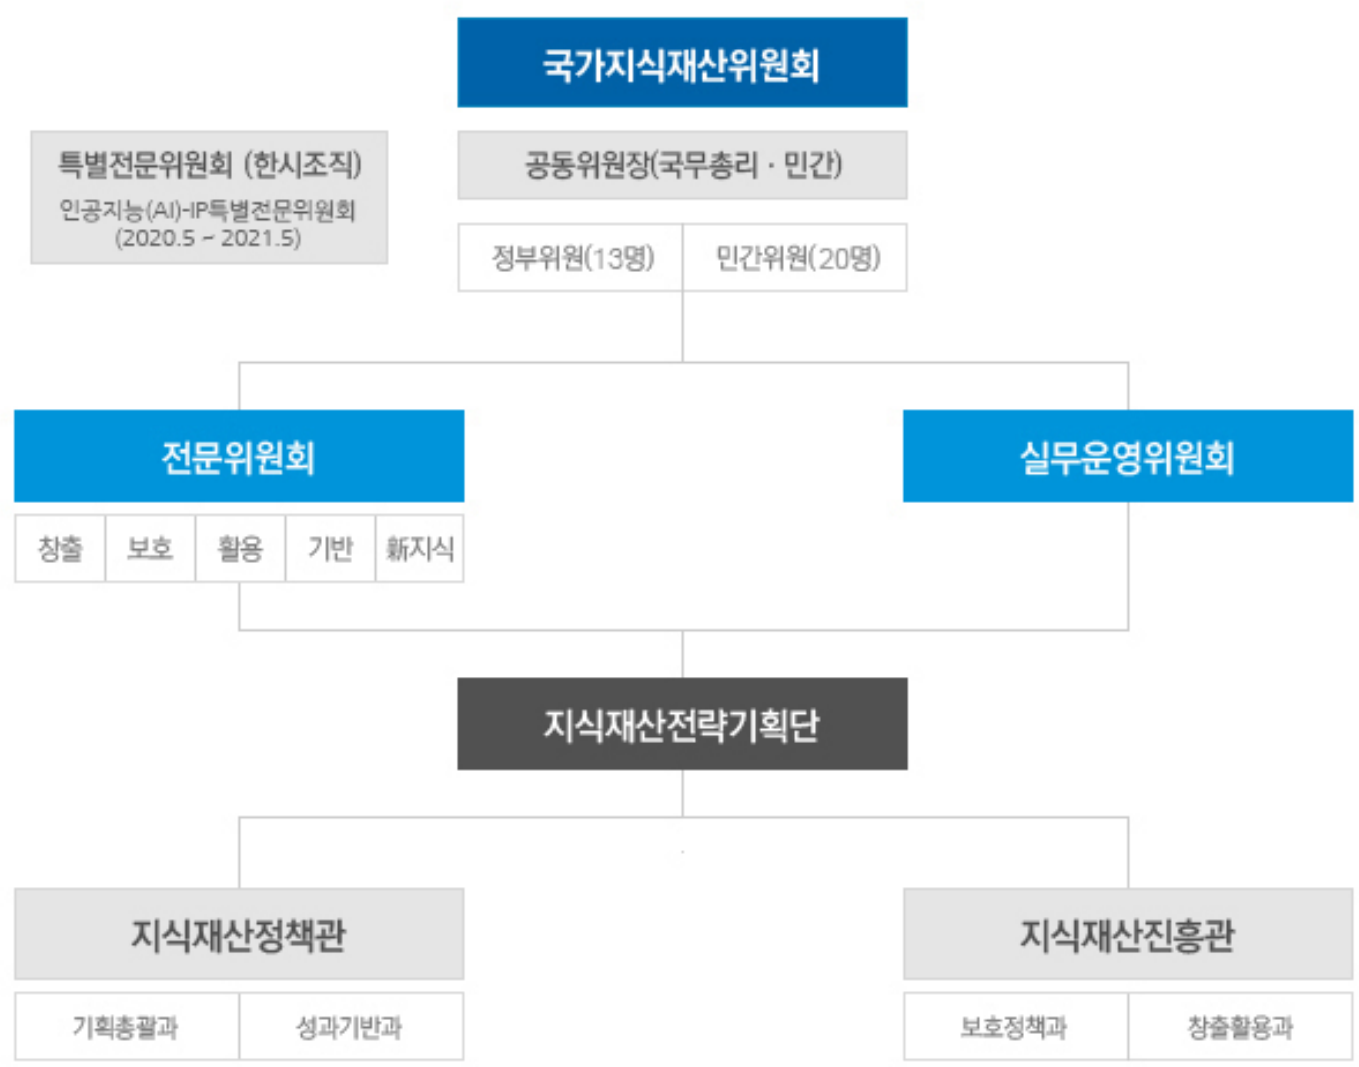 국가지식재산위원회
특별전문위원회 (한시조직)
인공지능(AI)-IP특별전문위원회
(2020.5 ~ 2021.5)
공동위원장(국무총리 · 민간)
정부위원(13명)
민간위원(20명)
전문위원회
실무운영위원회
창출
보호
활용
기반
新지식
지식재산전략기획단
지식재산정책관
지식재산진흥관
기획총괄과
성과기반과
보호정책과
창출활용과